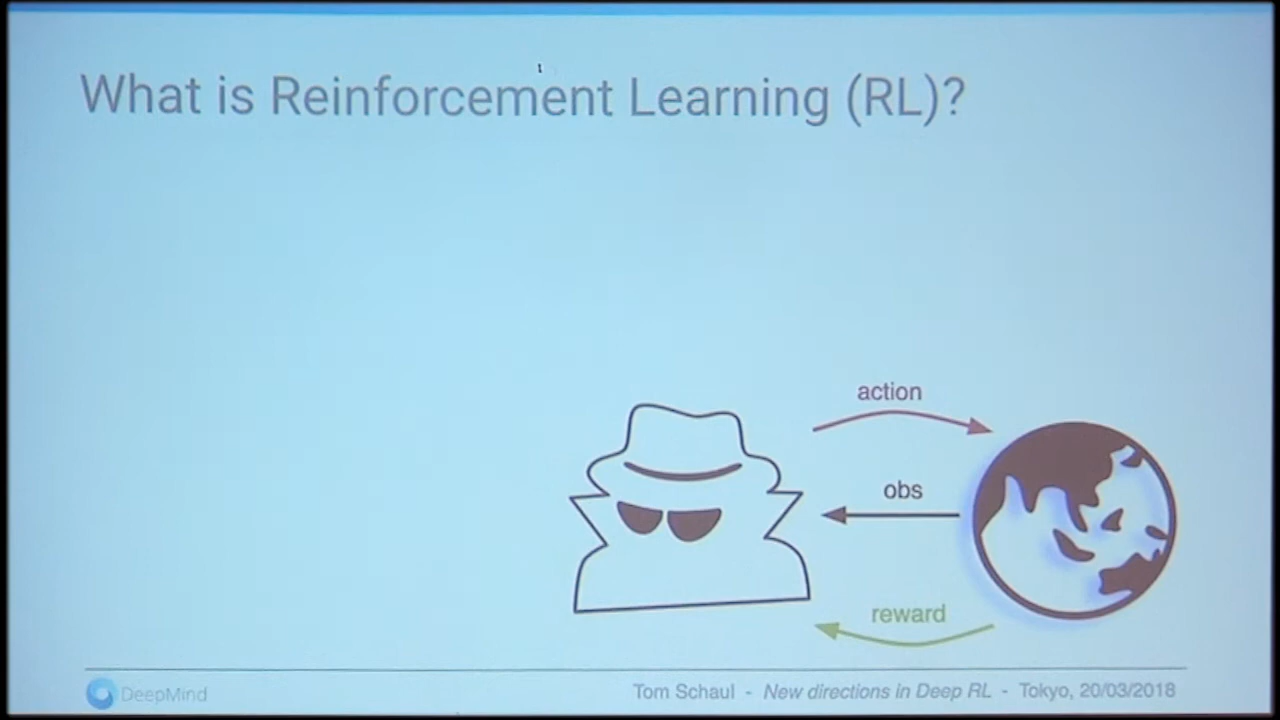 What is Reinforcement Learning (RL)?
action
obs
reward
DeepMind
Tom Schaul - New directions in Deep RL - Tokyo, 20/03/2018